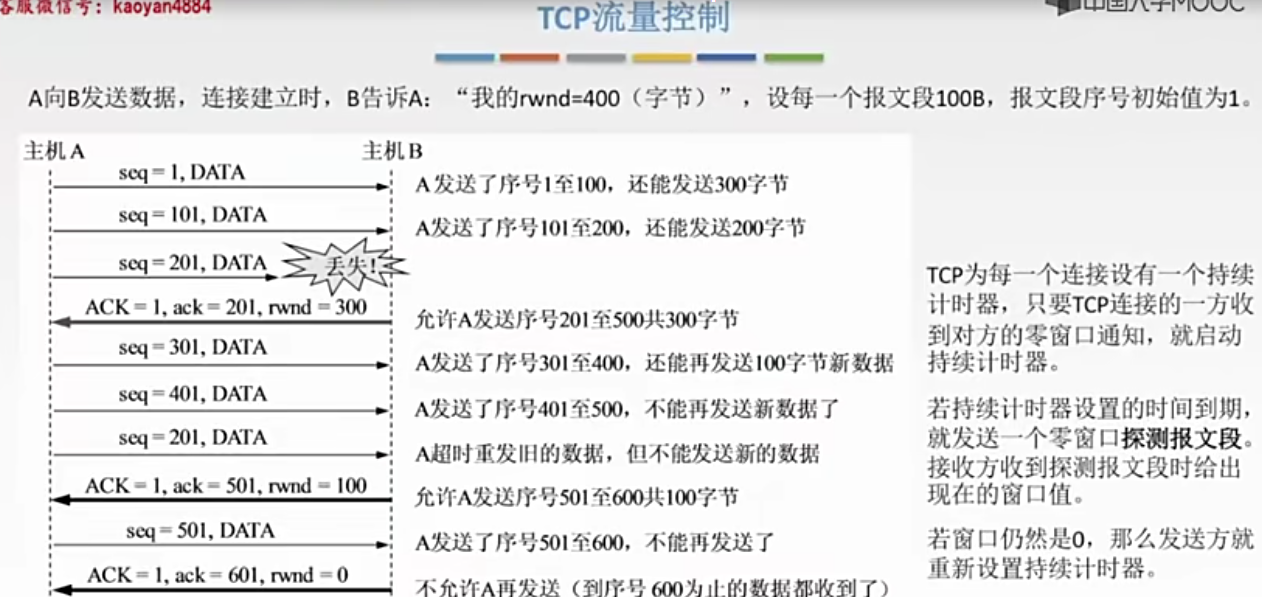 客服微信号：kaoyan4884
中国大学MOOC
TCP流量控制
A向B发送数据，连接建立时，B告诉A：“我的rwnd=400（字节）”，设每一个报文段100B，报文段序号初始值为1。
主机A 主机B
seq = 1, DATA
A发送了序号1至100，还能发送300字节
seq = 101, DATA
A发送了序号101至200，还能发送200字节
seq = 201, DATA
丢失!
ACK = 1, ack = 201, rwnd = 300
允许A发送序号201至500共300字节
seq = 301, DATA
A发送了序号301至400，还能再发送100字节新数据
seq = 401, DATA
A发送了序号401至500，不能再发送新数据了
seq = 201, DATA
A超时重发旧的数据，但不能发送新的数据
ACK = 1, ack = 501, rwnd = 100
允许A发送序号501至600共100字节
seq = 501, DATA
A发送了序号501至600，不能再发送了
ACK = 1, ack = 601, rwnd = 0
不允许A再发送（到序号 600为止的数据都收到了）
TCP为每一个连接设有一个持续
计时器，只要TCP连接的一方收
到对方的零窗口通知，就启动
持续计时器。
若持续计时器设置的时间到期，
就发送一个零窗口探测报文段。
接收方收到探测报文段时给出
现在的窗口值。
若窗口仍然是0，那么发送方就
重新设置持续计时器。